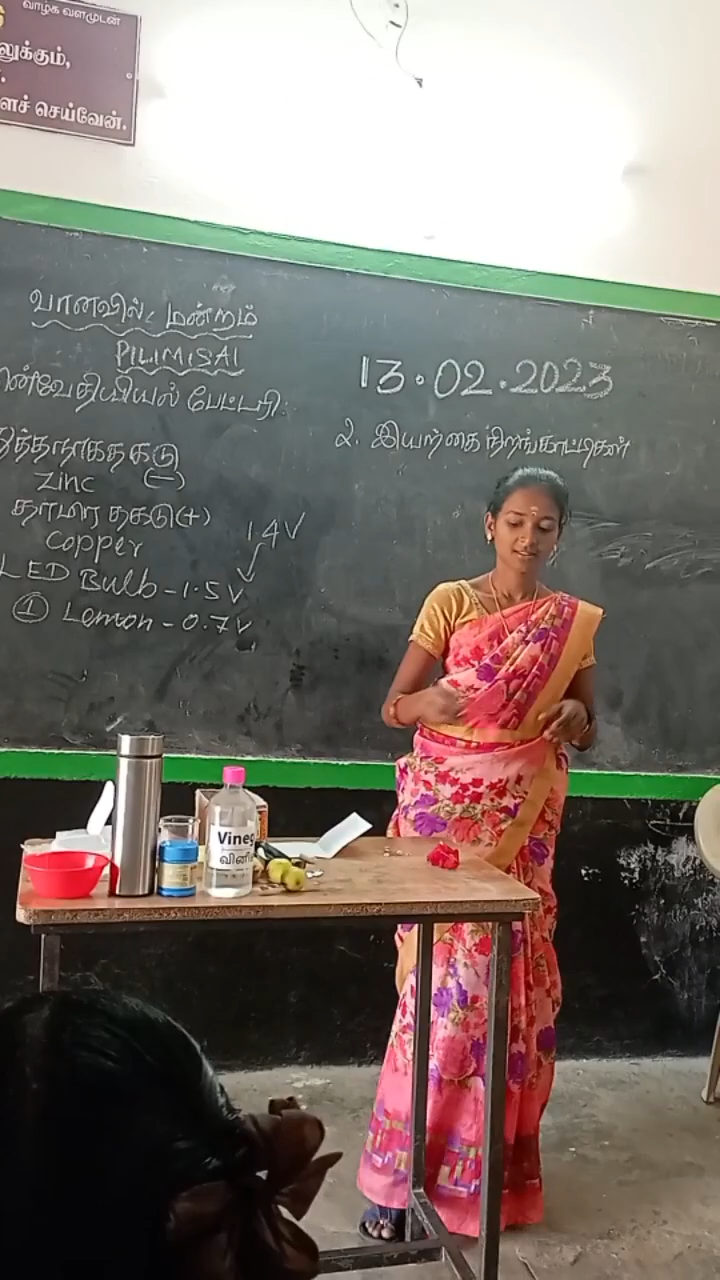 வாழ்க வளமுடன்
லுக்கும்,
ளைச் செய்வேன்.
வானவில் மன்றம்
PILIMISAI
ன்வேதியியல் பேட்டரி:
துத்தநாகதகடு
Zinc (-)
தாமரை தகடு(+)
Copper
1.4V
LED Bulb - 1.5V
① Lemon - 0.7V
13.02.2023
2. இயற்கை நிறங்காட்டிகள்
Vineg
வினி